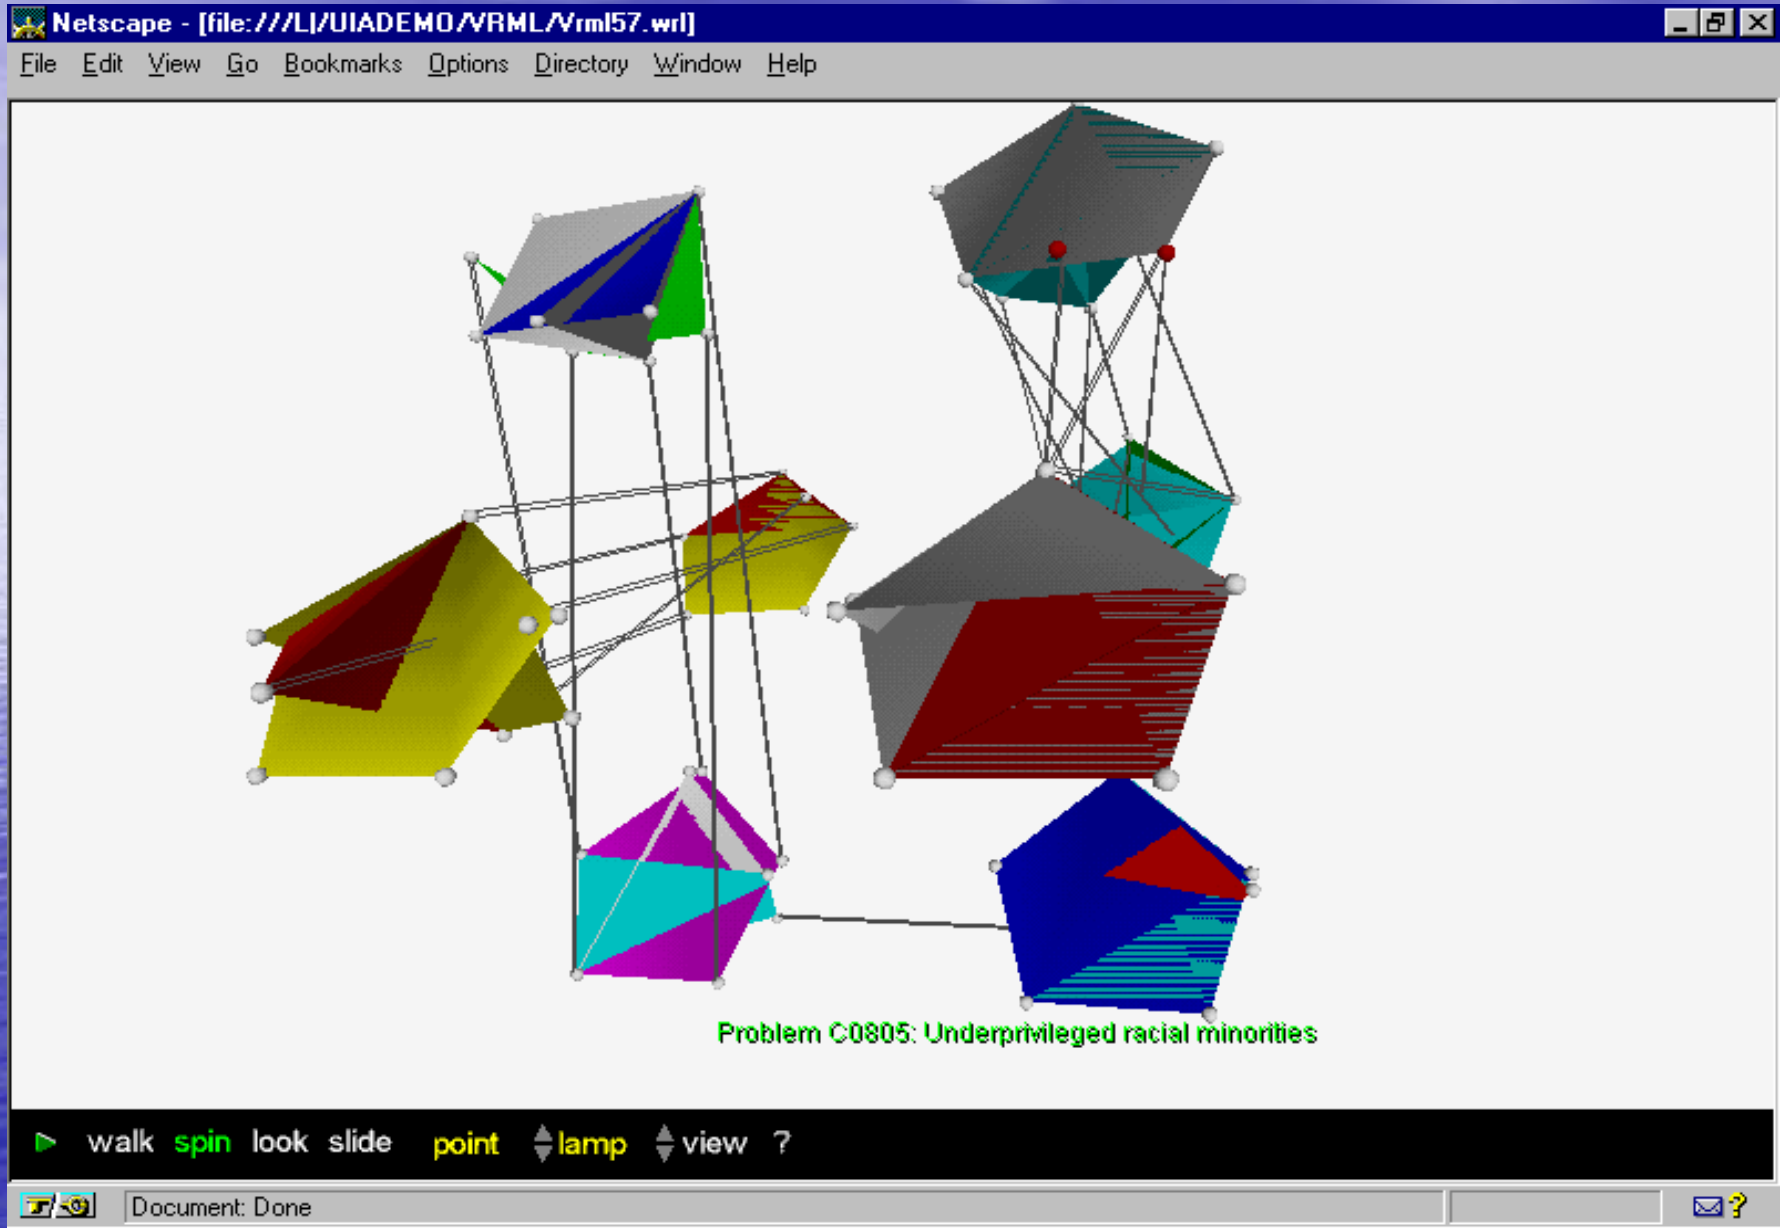 Netscape - [file:///L|/UIADEMO/VRML/Vrml57.wrl]
File Edit View Go Bookmarks Options Directory Window Help
Problem C0805: Underprivileged racial minorities
walk spin look slide point lamp view ?
Document: Done